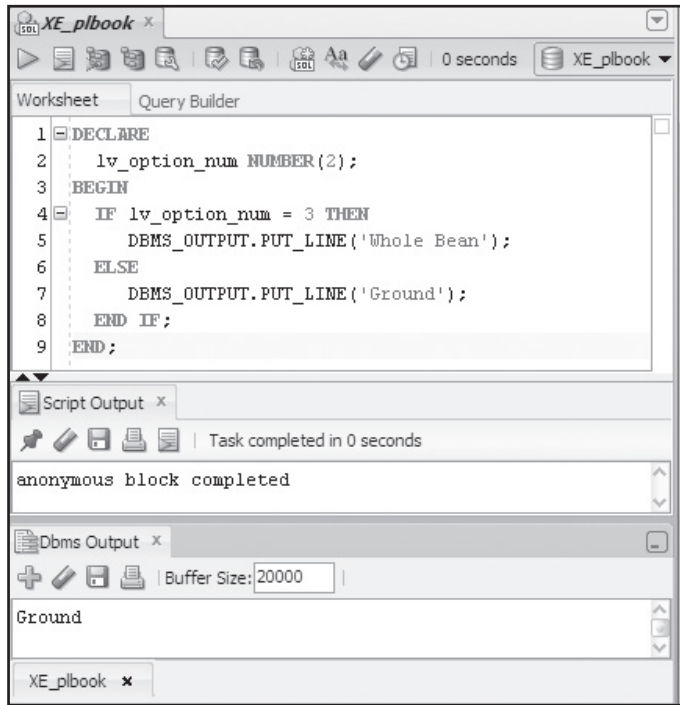 XE_plbook
0 seconds XE_plbook
Worksheet Query Builder
1 DECLARE
2 lv_option_num NUMBER(2);
3 BEGIN
4 IF lv_option_num = 3 THEN
5 DBMS_OUTPUT.PUT_LINE('Whole Bean');
6 ELSE
7 DBMS_OUTPUT.PUT_LINE('Ground');
8 END IF;
9 END;
Script Output
Task completed in 0 seconds
anonymous block completed
Dbms Output
Buffer Size: 20000
Ground
XE_plbook